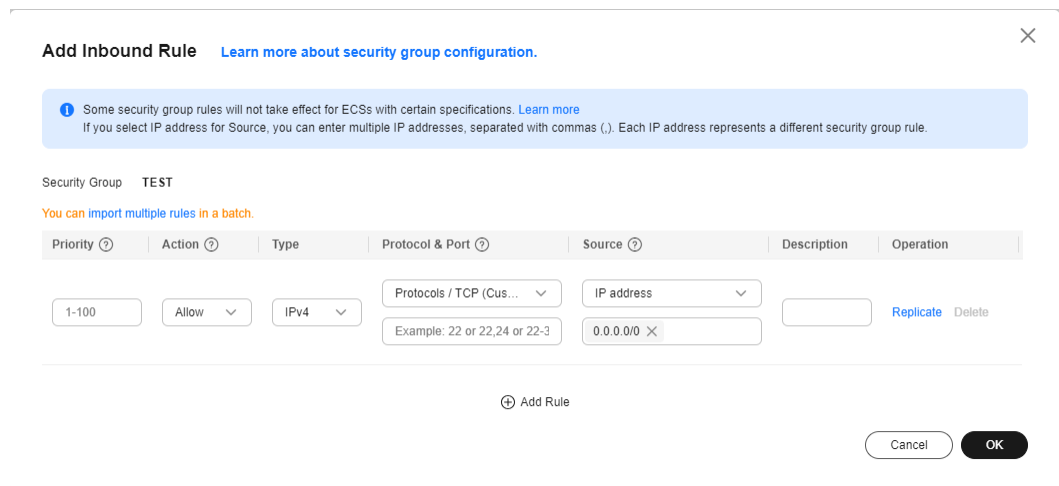 Add Inbound Rule Learn more about security group configuration.
Some security group rules will not take effect for ECSs with certain specifications. Learn more
If you select IP address for Source, you can enter multiple IP addresses, separated with commas (,). Each IP address represents a different security group rule.
Security Group TEST
You can import multiple rules in a batch.
Priority Action Type Protocol & Port Source Description Operation
Protocols / TCP (Cus... IP address
1-100 Allow IPv4 Replicate Delete
Example: 22 or 22,24 or 22-3 0.0.0.0/0
Add Rule
Cancel OK